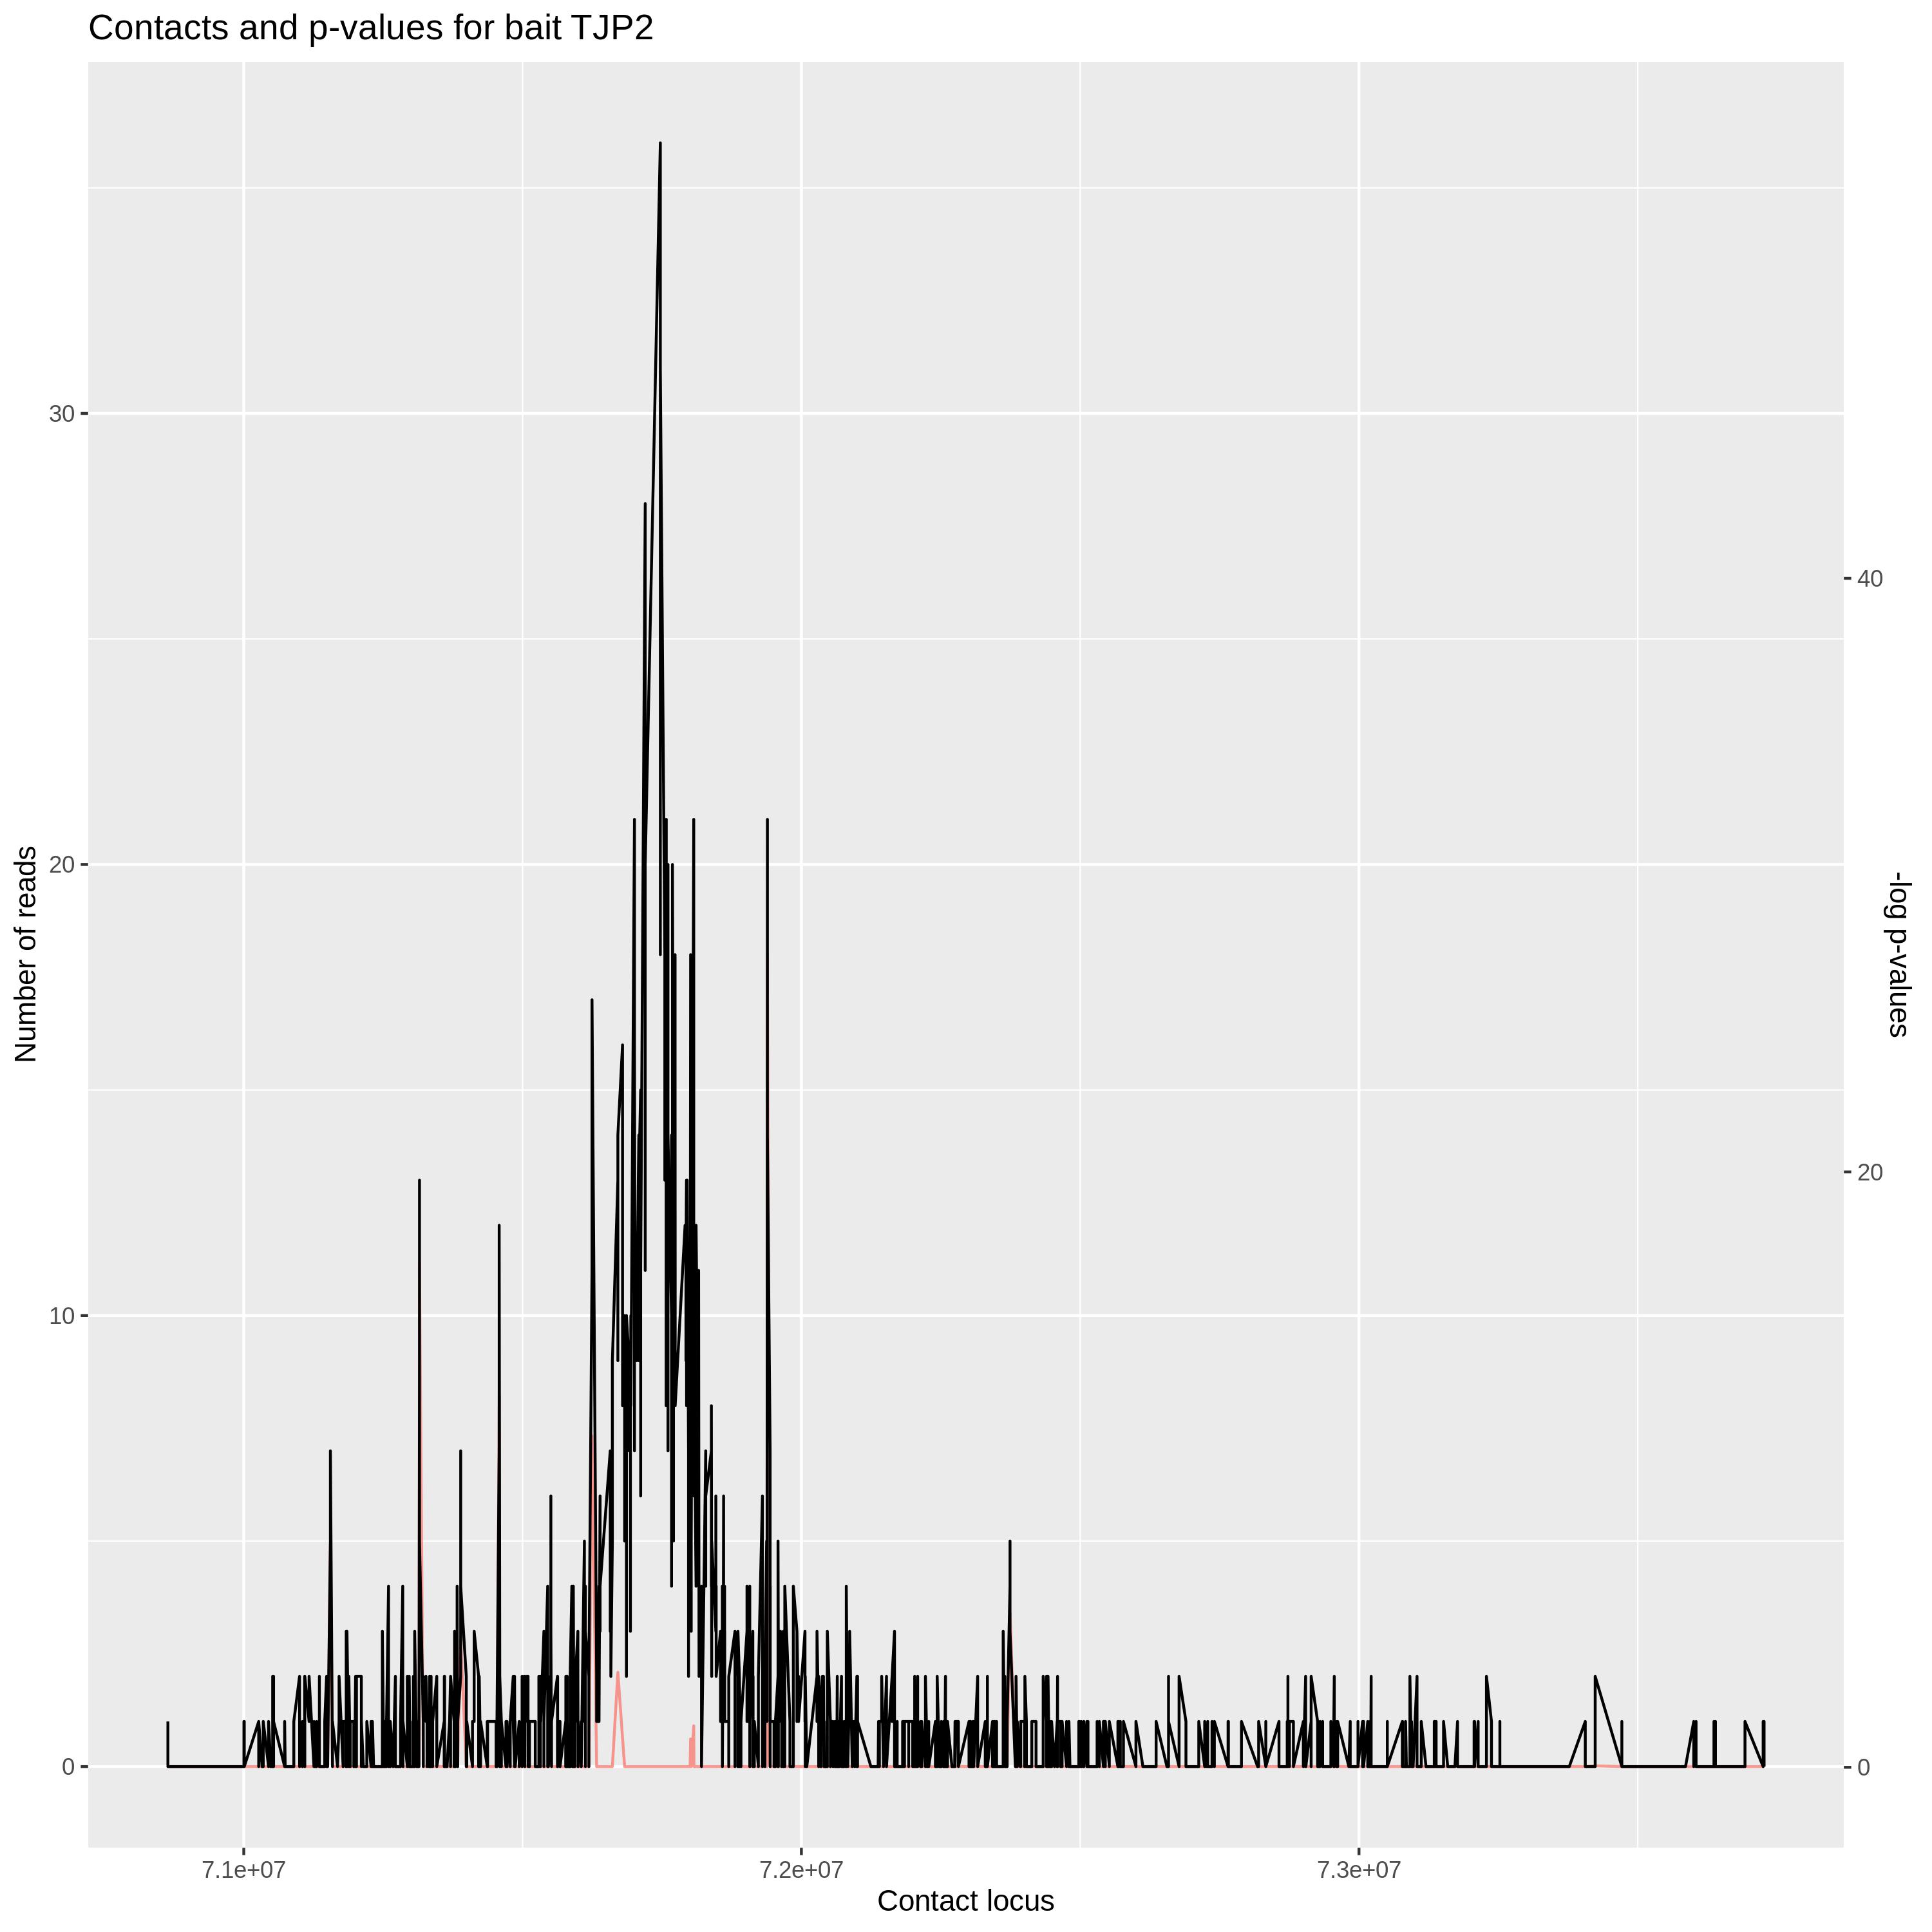 Contacts and p-values for bait TJP2
30
20
10
0
Number of reads
40
20
0
-log p-values
7.1e+07 7.2e+07 7.3e+07
Contact locus